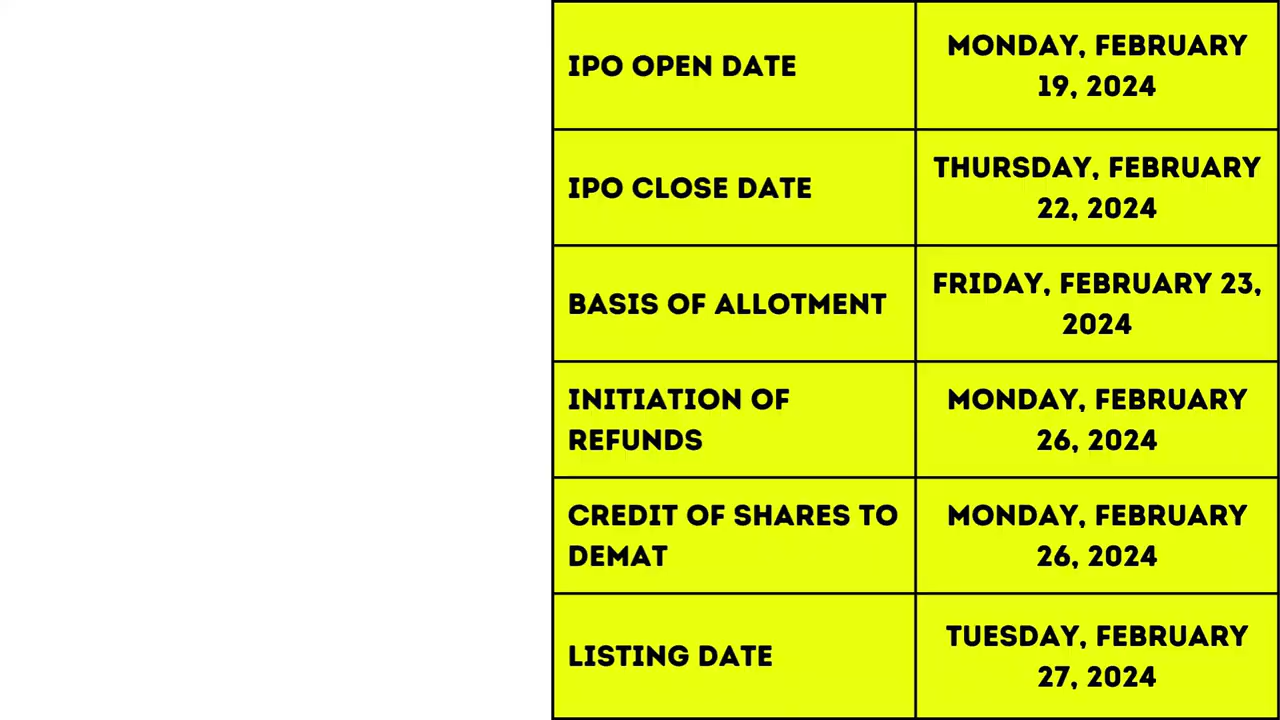 IPO OPEN DATE
MONDAY, FEBRUARY
19, 2024
IPO CLOSE DATE
THURSDAY, FEBRUARY
22, 2024
BASIS OF ALLOTMENT
FRIDAY, FEBRUARY 23,
2024
INITIATION OF
REFUNDS
MONDAY, FEBRUARY
26, 2024
CREDIT OF SHARES TO
DEMAT
MONDAY, FEBRUARY
26, 2024
LISTING DATE
TUESDAY, FEBRUARY
27, 2024